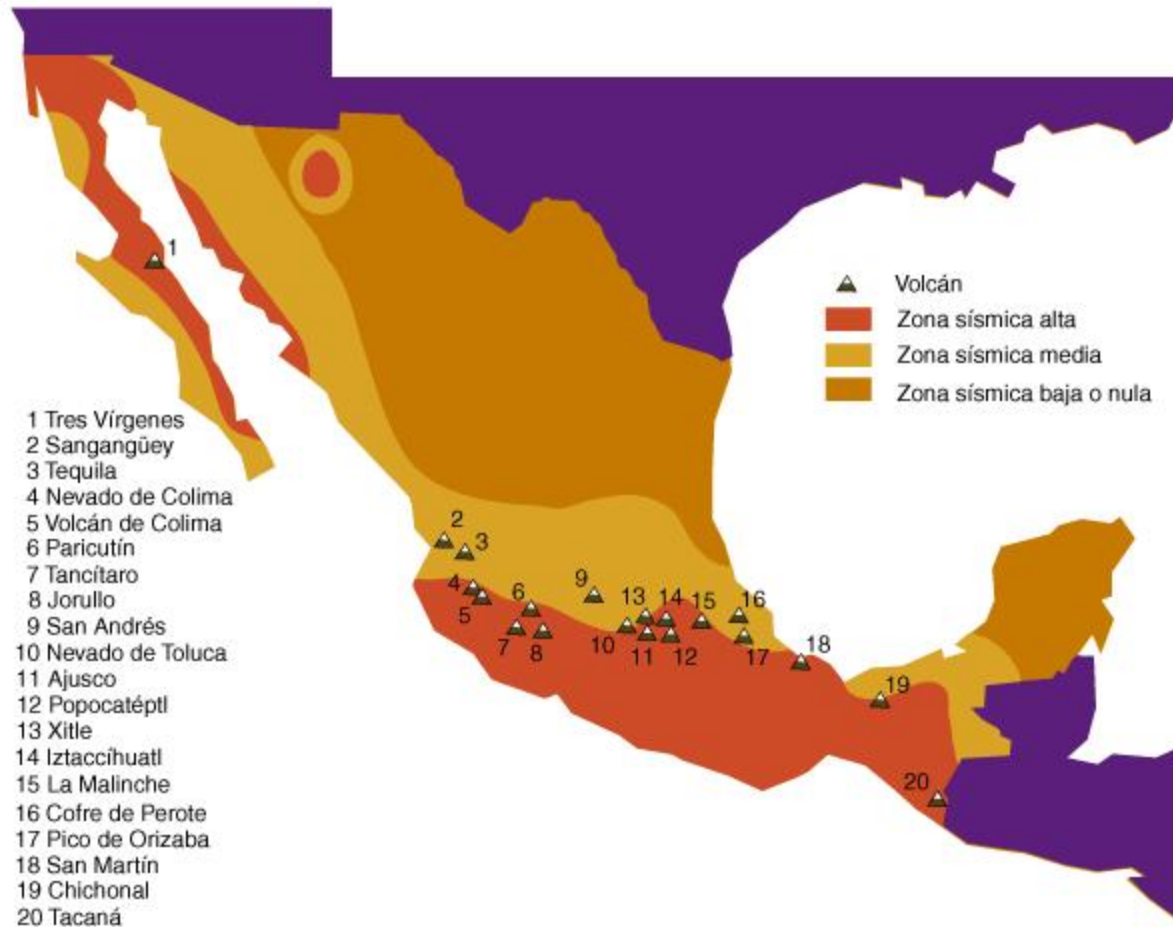 Volcán
Zona sísmica alta
Zona sísmica media
Zona sísmica baja o nula
1 Tres Vírgenes
2 Sangangüey
3 Tequila
4 Nevado de Colima
5 Volcán de Colima
6 Paricutín
7 Tancítaro
8 Jorullo
9 San Andrés
10 Nevado de Toluca
11 Ajusco
12 Popocatéptl
13 Xitle
14 Iztaccíhuatl
15 La Malinche
16 Cofre de Perote
17 Pico de Orizaba
18 San Martín
19 Chichonal
20 Tacaná
1
2
3
4
5
6
7
8
9
10
11
12
13
14
15
16
17
18
19
20